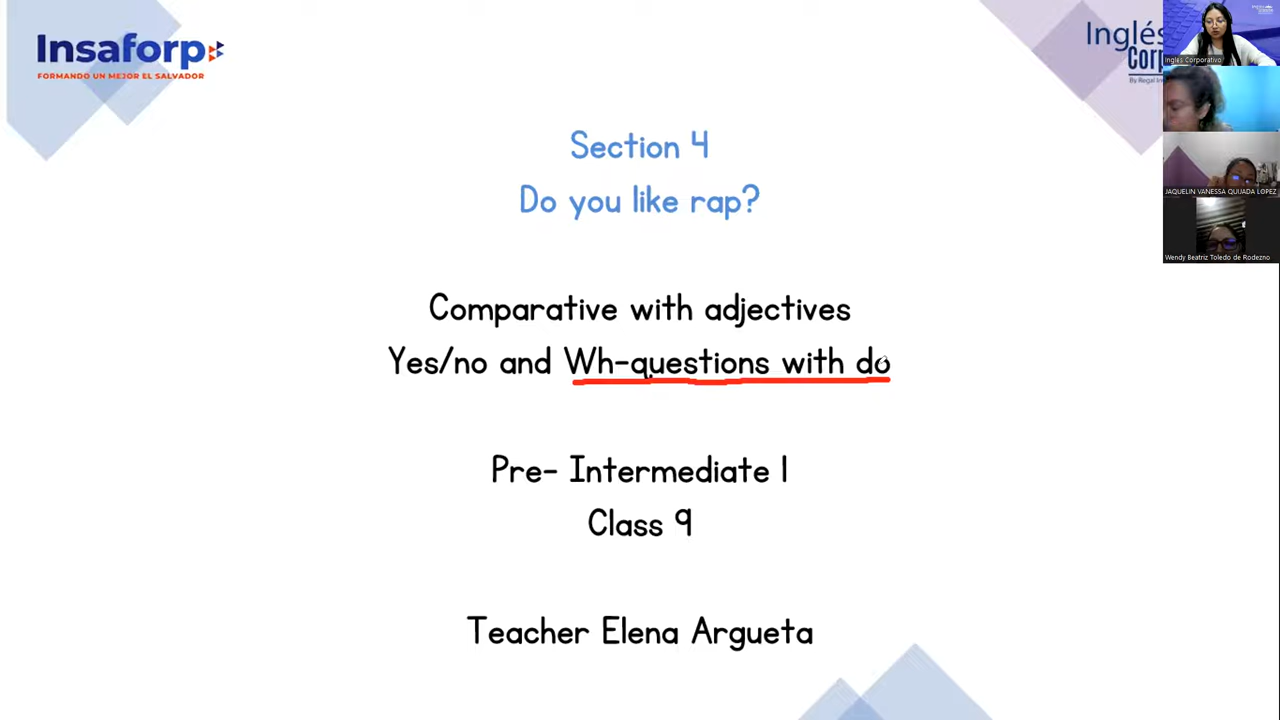 Insaforp
FORMANDO UN MEJOR EL SALVADOR
Inglés
Corp
Inglés Corporativo
JAQUELIN VANESSA QUIJADA LOPEZ
Wendy Beatriz Toledo de Rodezno
Section 4
Do you like rap?
Comparative with adjectives
Yes/no and Wh-questions with do
Pre- Intermediate 1
Class 9
Teacher Elena Argueta